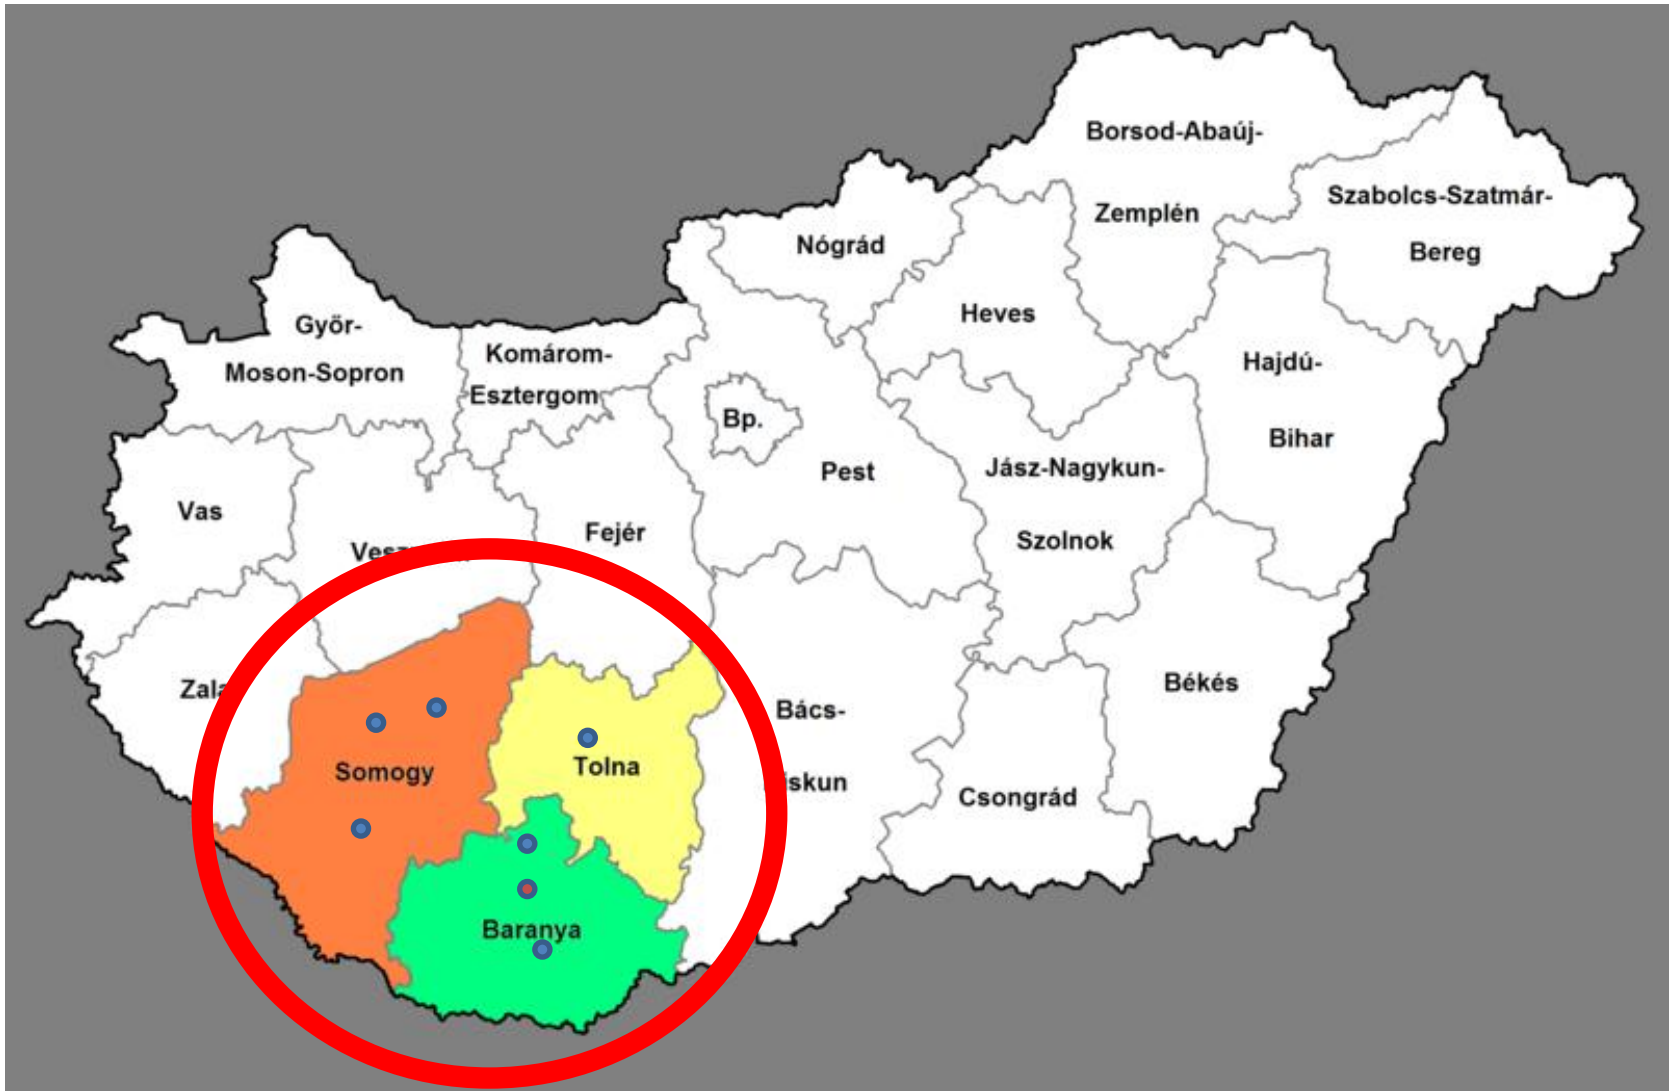 Borsod-Abaúj-
Zemplén
Szabolcs-Szatmár-
Bereg
Nógrád
Heves
Győr-
Moson-Sopron
Komárom-
Esztergom
Hajdú-
Bihar
Bp.
Pest
Jász-Nagykun-
Szolnok
Vas
Fejér
Zala
Somogy
Tolna
Bács-
Békés
Csongrád
Baranya